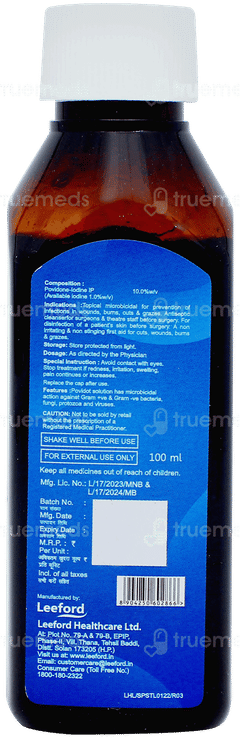 Composition :
Povidone-iodine IP 10.0%w/v
(Available iodine 1.0%w/v)
Indications : Topical microbicidal for prevention of
infections in wounds, burns, cuts & grazes. Antiseptic
cleanser for surgeons & theatre staff before surgery. For
disinfection of a patient's skin before surgery. A non
irritating & non stinging first aid for cuts, wounds, burns
& grazes.
Storage: Store protected from light.
Dosage: As directed by the Physician
Special instruction : Avoid contact with eyes.
Stop treatment if redness, irritation, swelling,
pain continues or increases.
Replace the cap after use.
Features : Povidot solution has microbicidal
action against Gram +ve & Gram -ve bacteria,
fungi, protozoa and viruses.
CAUTION: Not to be sold by retail
without the prescription of a
Registered Medical Practitioner.
SHAKE WELL BEFORE USE
FOR EXTERNAL USE ONLY 100 ml
Keep all medicines out of reach of children.
Mfg. Lic. No.: L/17/2023/MNB &
L/17/2024/MB
Batch No. :
Mfg. Date :
Expiry Date :
M.R.P. : ₹
Per Unit :
Incl. of all taxes
8 904250 602866
Leeford
Leeford Healthcare Ltd.
At: Plot No. 79-A & 79-B, EPIP,
Phase-II, Vill. Thana, Tahsil Baddi,
Distt. Solan 173205 (H.P.)
Website: www.leeford.in
Email: customercare@leeford.in
Consumer Care (Toll Free No.)
1800-180-2322
LHL/SPSTL0122/R03
truemeds